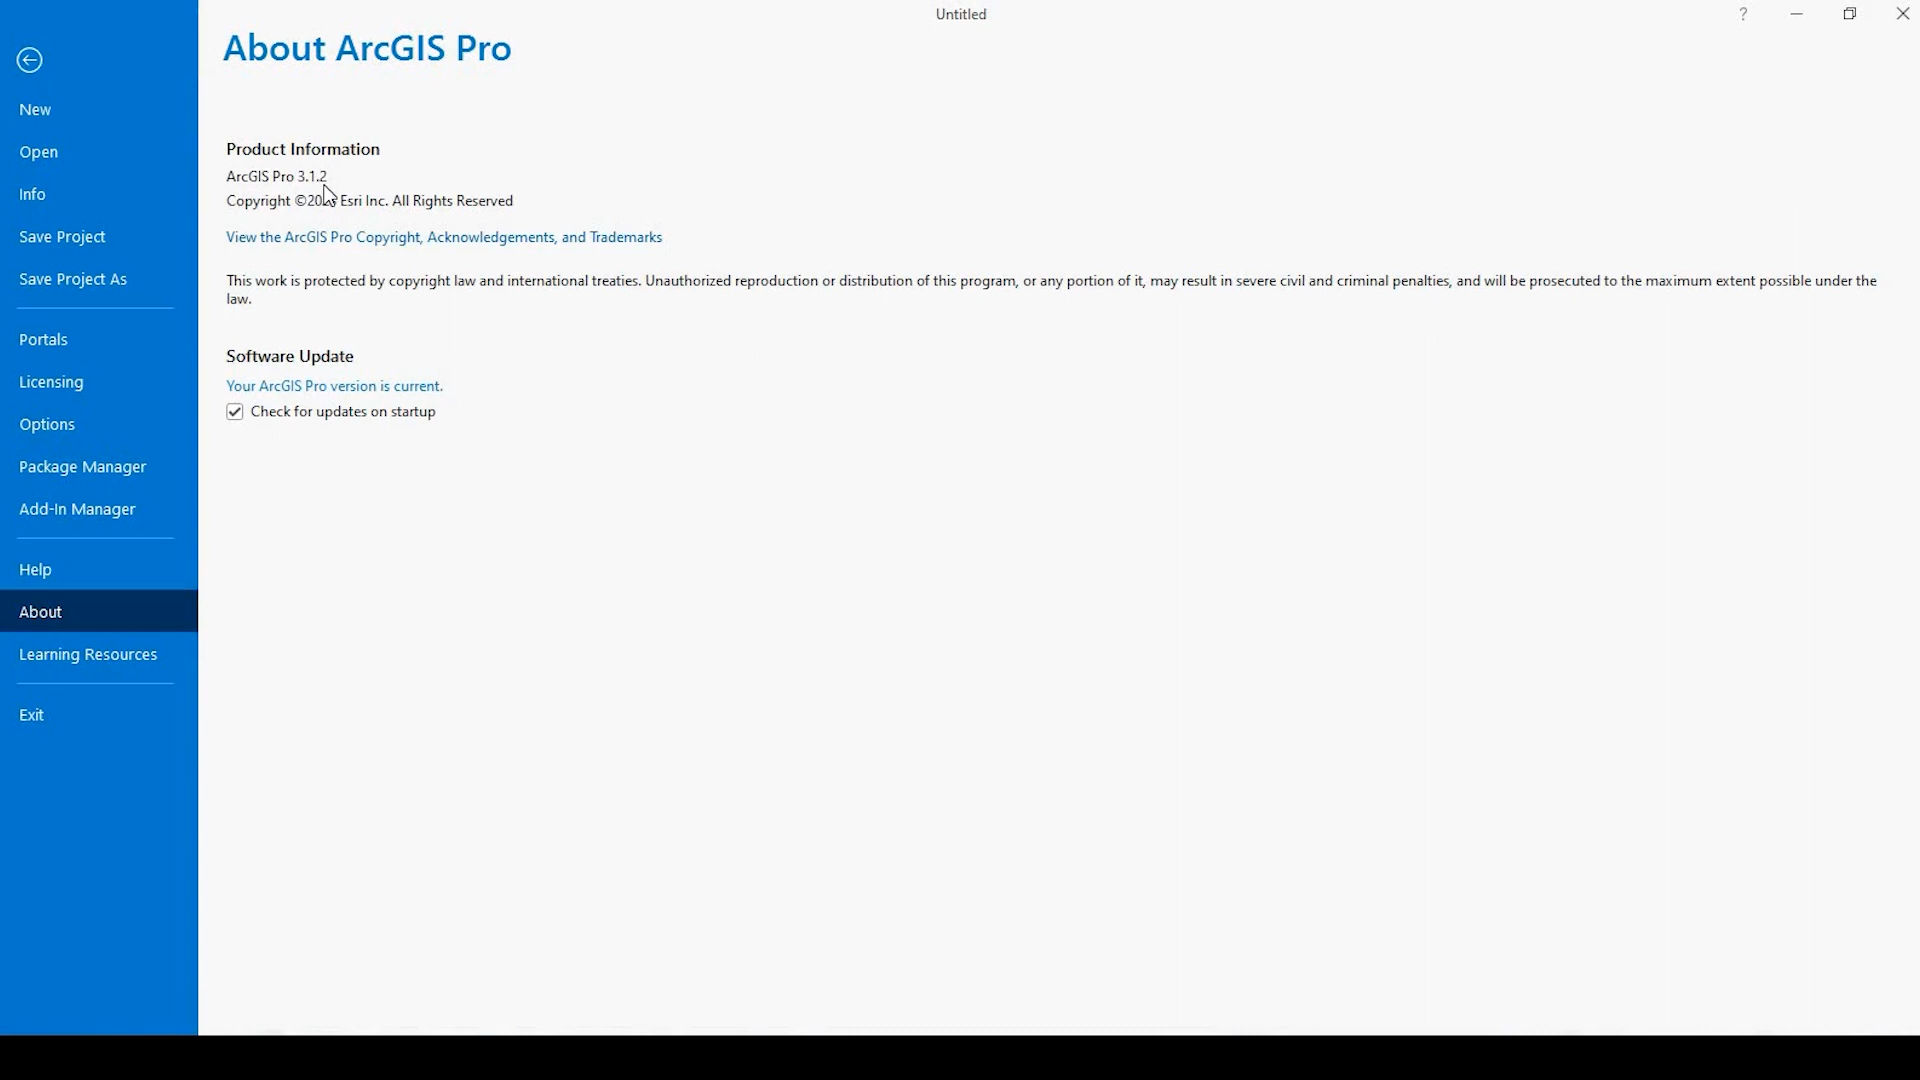 Untitled
?
About ArcGIS Pro
New
Open
Info
Save Project
Save Project As
Portals
Licensing
Options
Package Manager
Add-In Manager
Help
About
Learning Resources
Exit
Product Information
ArcGIS Pro 3.1.2
Copyright Esri Inc. All Rights Reserved
View the ArcGIS Pro Copyright, Acknowledgements, and Trademarks
This work is protected by copyright law and international treaties. Unauthorized reproduction or distribution of this program, or any portion of it, may result in severe civil and criminal penalties, and will be prosecuted to the maximum extent possible under the
law.
Software Update
Your ArcGIS Pro version is current.
Check for updates on startup